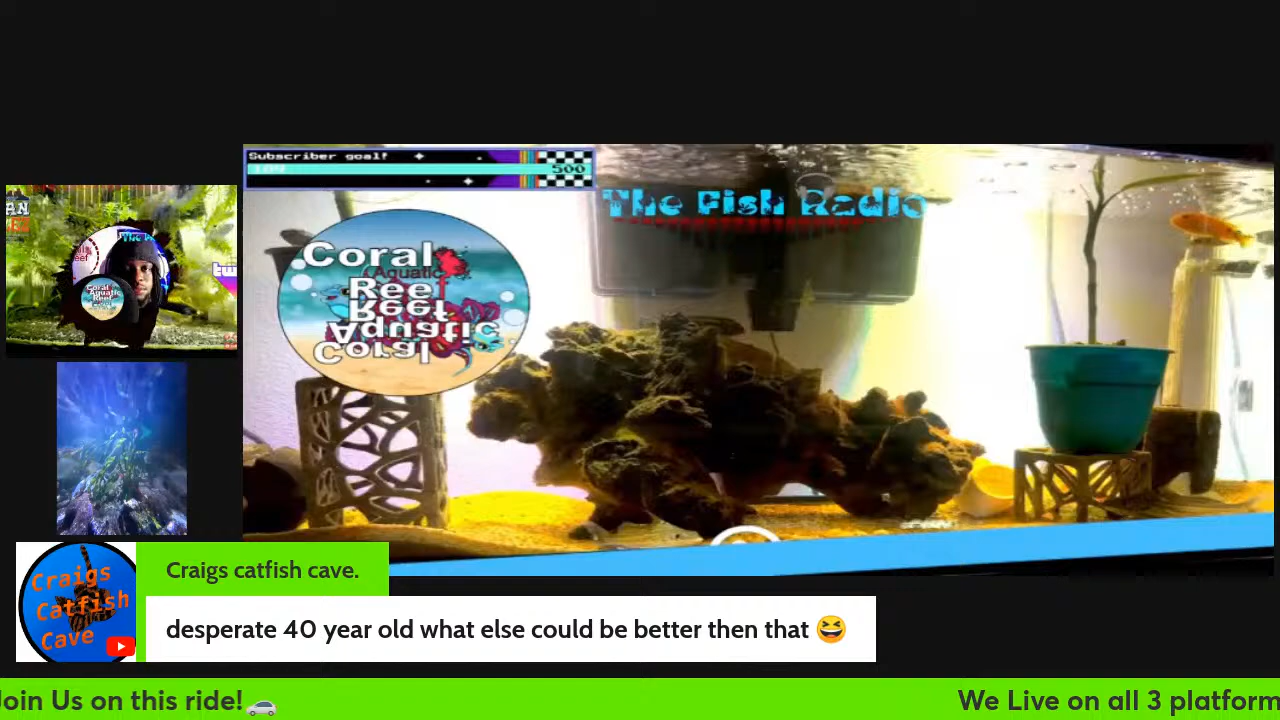 Subscriber goal!
500
The Fish Radio
Coral
Aquatic
Reef
Reef
Aquatic
Coral
Craigs
Catfish
Cave
Craigs catfish cave.
desperate 40 year old what else could be better then that 😆
Join Us on this ride!🚗
We Live on all 3 platform